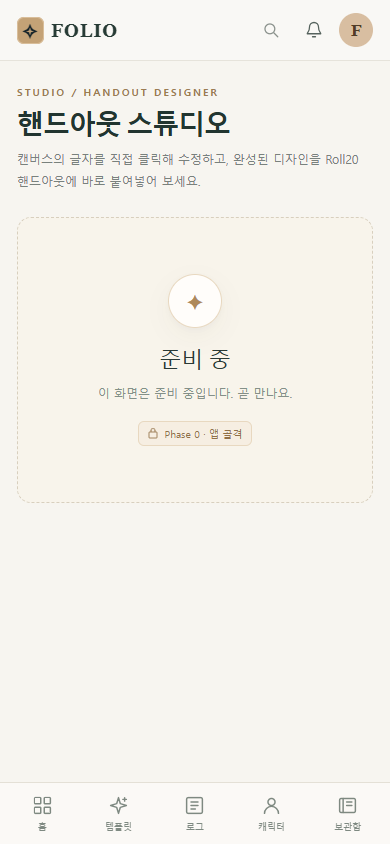 FOLIO
F
STUDIO / HANDOUT DESIGNER
핸드아웃 스튜디오
캔버스의 글자를 직접 클릭해 수정하고, 완성된 디자인을 Roll20
핸드아웃에 바로 붙여넣어 보세요.
준비 중
이 화면은 준비 중입니다. 곧 만나요.
Phase 0 · 앱 골격
홈
템플릿
로그
캐릭터
보관함